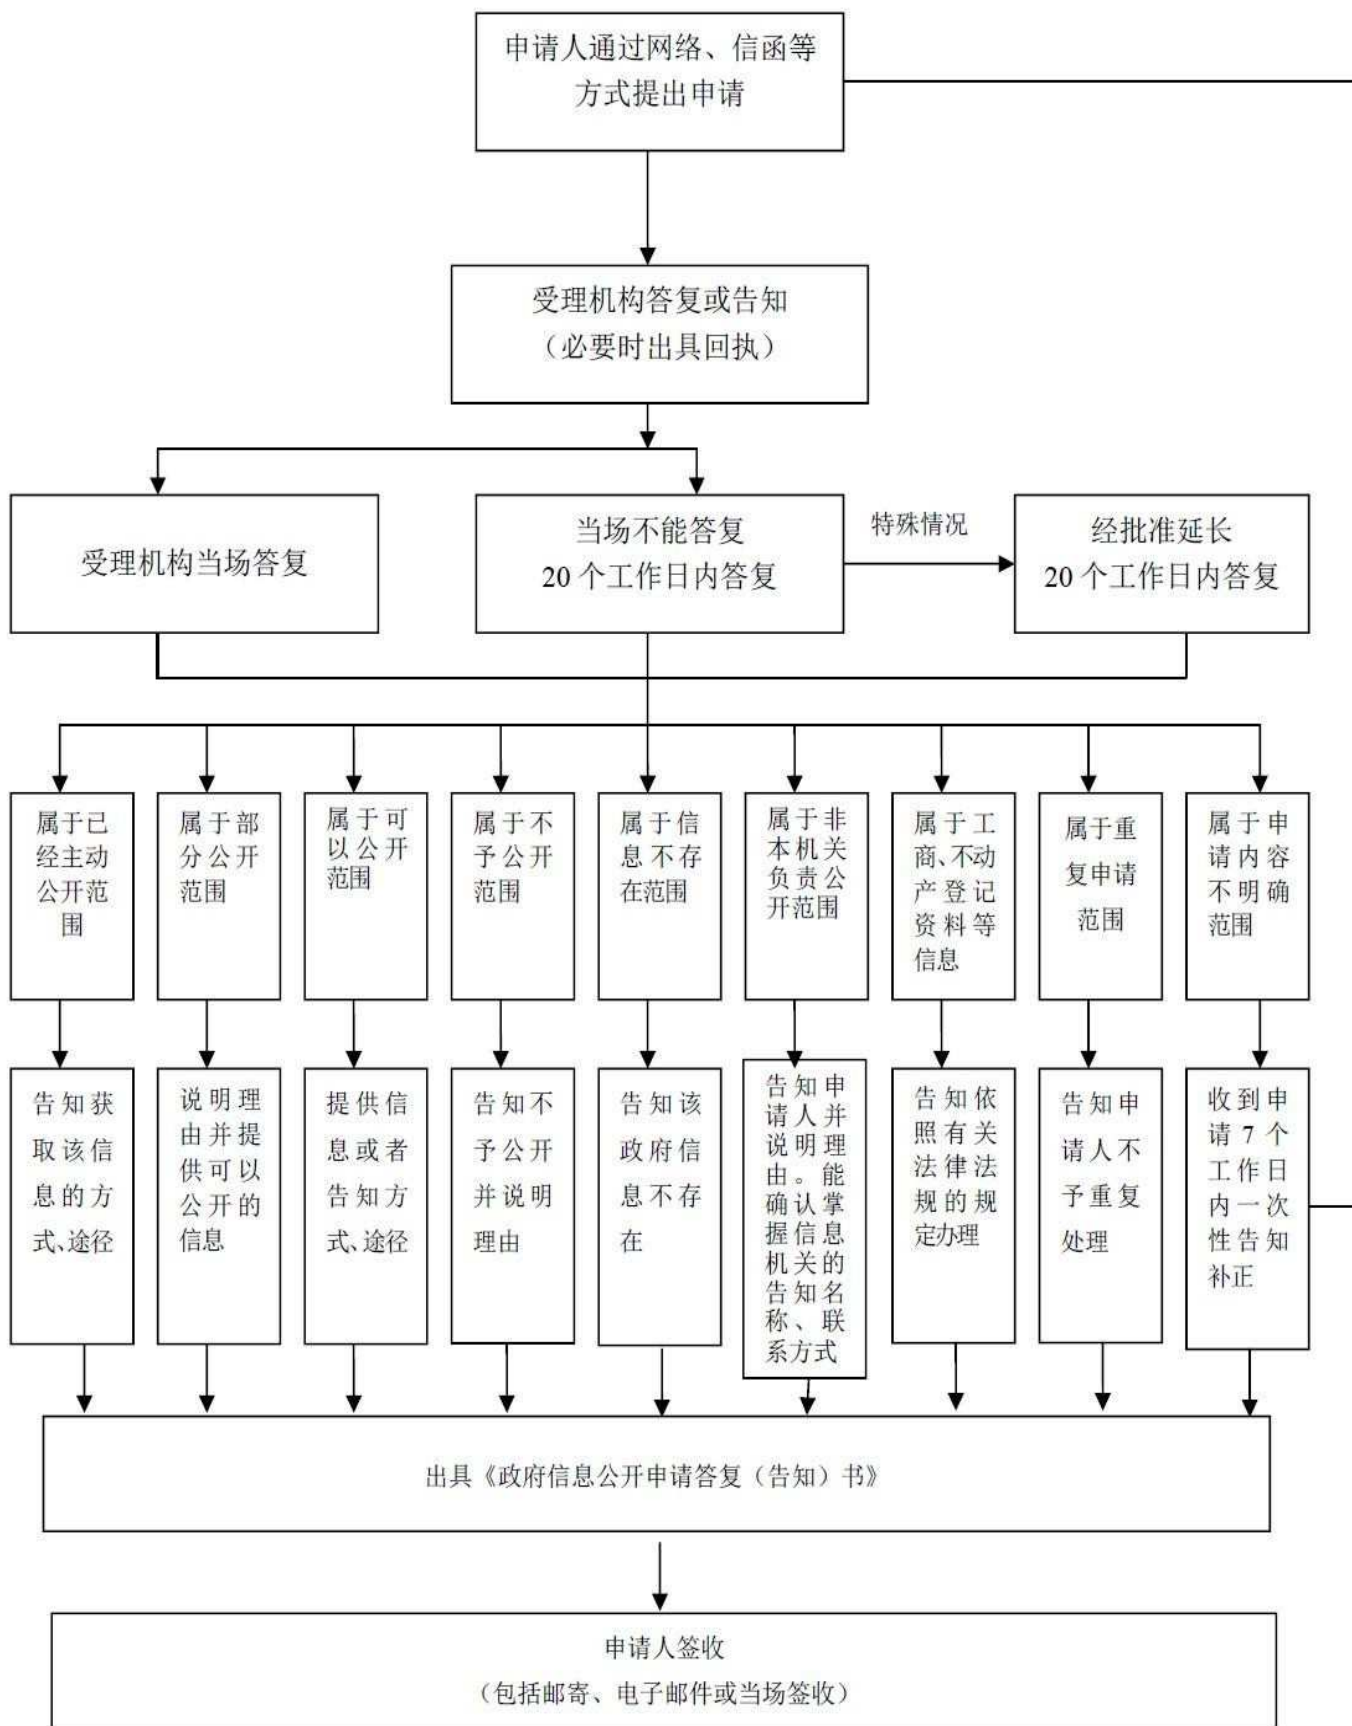 申请人通过网络、信函等
方式提出申请
受理机构答复或告知
（必要时出具回执）
受理机构当场答复
当场不能答复
20 个工作日内答复
特殊情况
经批准延长
20 个工作日内答复
属于已
经主动
公开范
围
属于部
分公开
范围
属于可
以公开
范围
属于不
予公开
范围
属于信
息不存
在范围
属于非
本机关
负责公
开范围
属于工
商、不动
产登记
资料等
信息
属于重
复申请
范围
属于申
请内容
不明确
范围
告知获
取该信
息的方
式、途径
说明理
由并提
供可以
公开的
信息
提供信
息或者
告知方
式、途径
告知不
予公开
并说明
理由
告知该
政府信
息不存
在
告知申
请人并
说明理
由。能
确认掌
握信息
机关的
告知名
称、联
系方式
告知依
照有关
法律法
规的规
定办理
告知申
请人不
予重复
处理
收到申
请 7 个
工作日
内一次
性告知
补正
出具《政府信息公开申请答复（告知）书》
申请人签收
（包括邮寄、电子邮件或当场签收）